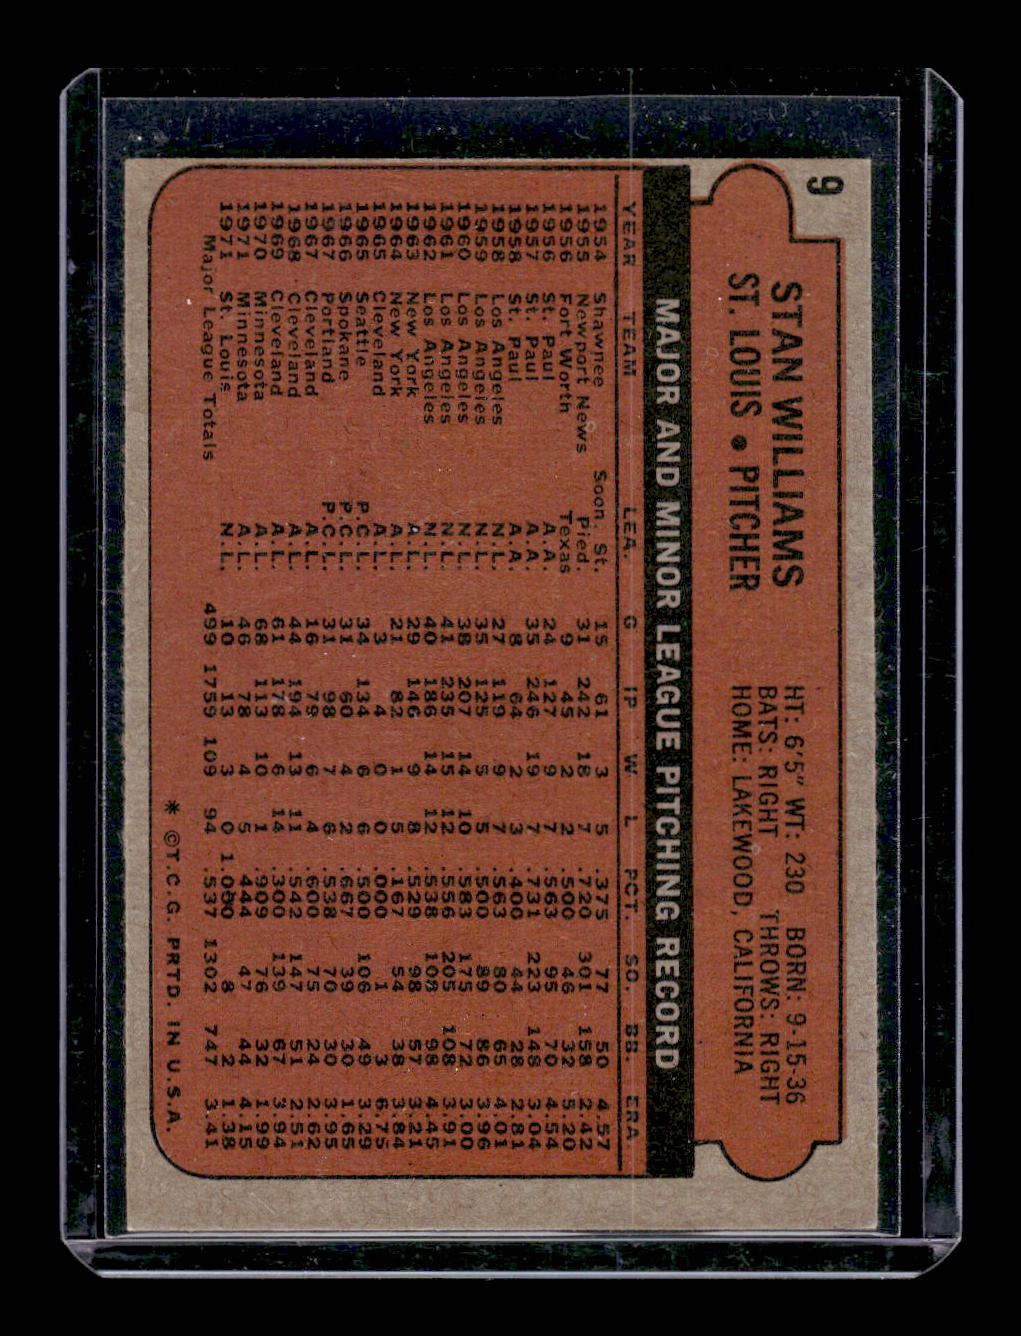 9
STAN WILLIAMS
ST. LOUIS • PITCHER
HT: 6'5" WT: 230 BORN: 9-15-36
BATS: RIGHT THROWS: RIGHT
HOME: LAKEWOOD, CALIFORNIA
MAJOR AND MINOR LEAGUE PITCHING RECORD
YEAR TEAM LEA. G IP W L PCT. SO. BB. ERA
1954 Shawnee Soon. St. 15 61 3 5 .375 77 50 4.57
1955 Newport News Pied. 31 242 18 7 .720 301 158 2.42
1956 Fort Worth Texas 9 45 2 2 .500 46 32 5.20
1956 St. Paul A.A. 24 127 9 7 .563 95 70 4.54
1957 St. Paul A.A. 35 246 19 7 .731 223 148 3.04
1958 St. Paul A.A. 8 64 2 3 .400 44 28 2.81
1958 Los Angeles N.L. 27 119 9 7 .563 80 65 4.01
1959 Los Angeles N.L. 35 125 5 5 .500 89 86 3.96
1960 Los Angeles N.L. 38 207 14 10 .583 175 72 3.00
1961 Los Angeles N.L. 41 235 15 12 .556 205 108 3.91
1962 Los Angeles N.L. 40 186 14 12 .538 108 98 4.45
1963 New York A.L. 29 146 9 8 .529 98 57 3.21
1964 New York A.L. 21 82 1 5 .167 54 38 3.84
1965 Cleveland A.L. 3 4 0 0 .000 1 3 6.75
1965 Seattle P.C.L. 34 134 6 6 .500 106 49 3.29
1966 Spokane P.C.L. 31 60 4 2 .667 39 30 1.65
1967 Portland P.C.L. 31 98 7 6 .538 70 30 3.95
1967 Cleveland A.L. 16 79 6 4 .600 75 24 2.62
1968 Cleveland A.L. 44 194 13 11 .542 147 51 2.51
1969 Cleveland A.L. 61 178 6 14 .300 139 67 3.94
1970 Minnesota A.L. 68 113 10 1 .909 76 32 1.99
1971 Minnesota A.L. 46 78 4 5 .444 47 44 4.15
1971 St. Louis N.L. 10 13 3 0 1.000 8 2 1.38
Major League Totals 499 1759 109 94 .537 1302 747 3.41
* ©T.C.G. PRTD. IN U.S.A.